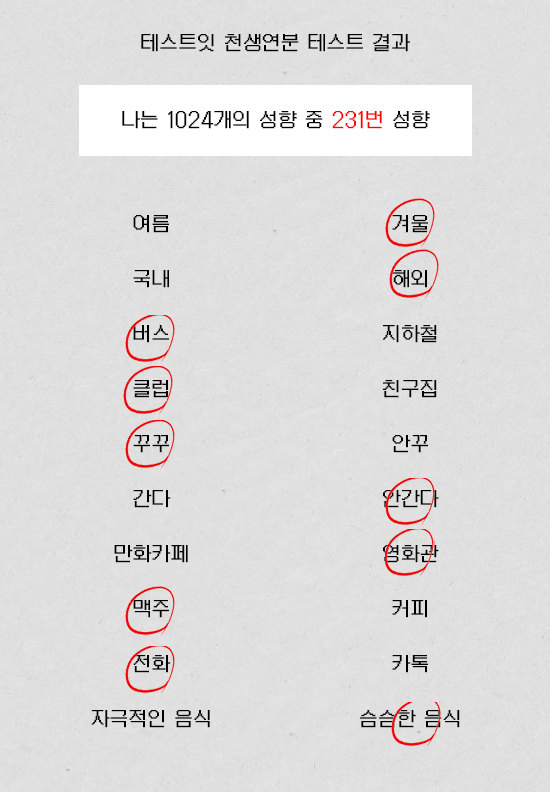 테스트잇 천생연분 테스트 결과
나는 1024개의 성향 중 231번 성향
여름 겨울
국내 해외
버스 지하철
클럽 친구집
꾸꾸 안꾸
간다 안간다
만화카페 영화관
맥주 커피
전화 카톡
자극적인 음식 슴슴한 음식